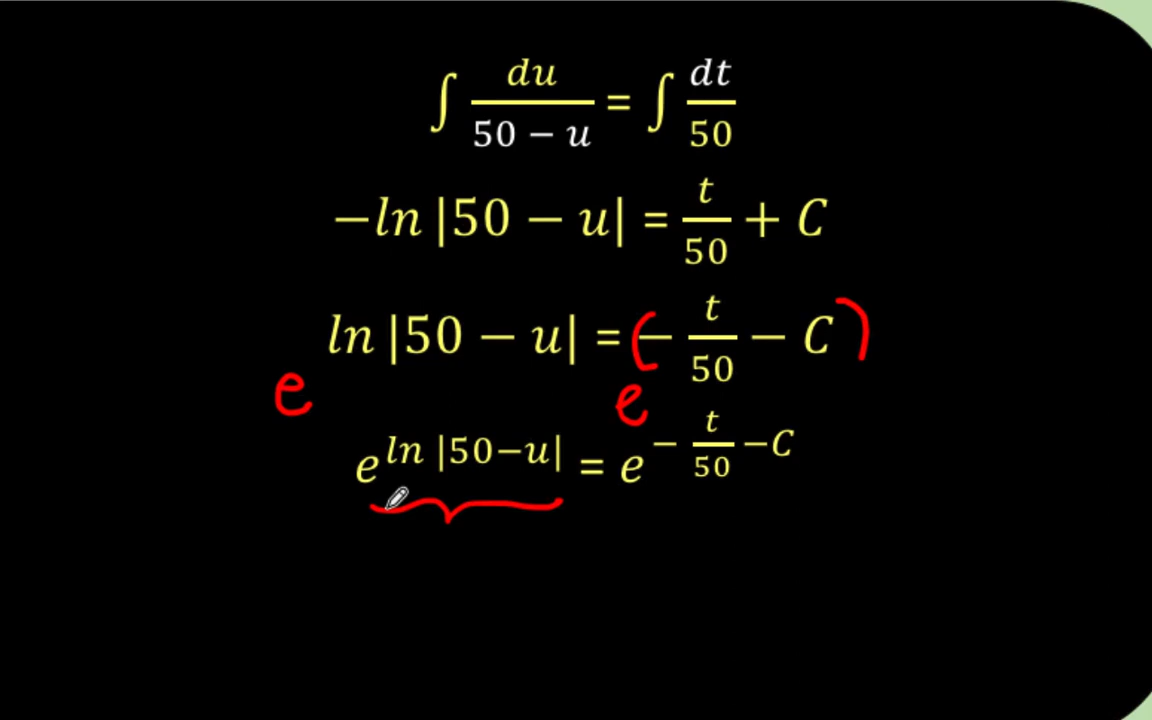 ∫ du/(50 − u) = ∫ dt/50
−ln |50 − u| = t/50 + C
ln |50 − u| = (− t/50 − C)
e e
e^(ln |50−u|) = e^(− t/50 −C)